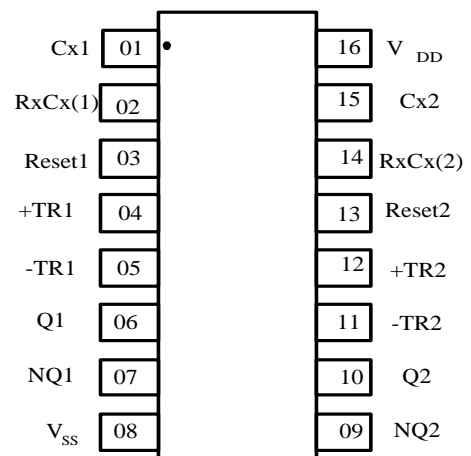 Cx1 01 16 V DD
RxCx(1) 02 15 Cx2
Reset1 03 14 RxCx(2)
+TR1 04 13 Reset2
-TR1 05 12 +TR2
Q1 06 11 -TR2
NQ1 07 10 Q2
VSS 08 09 NQ2